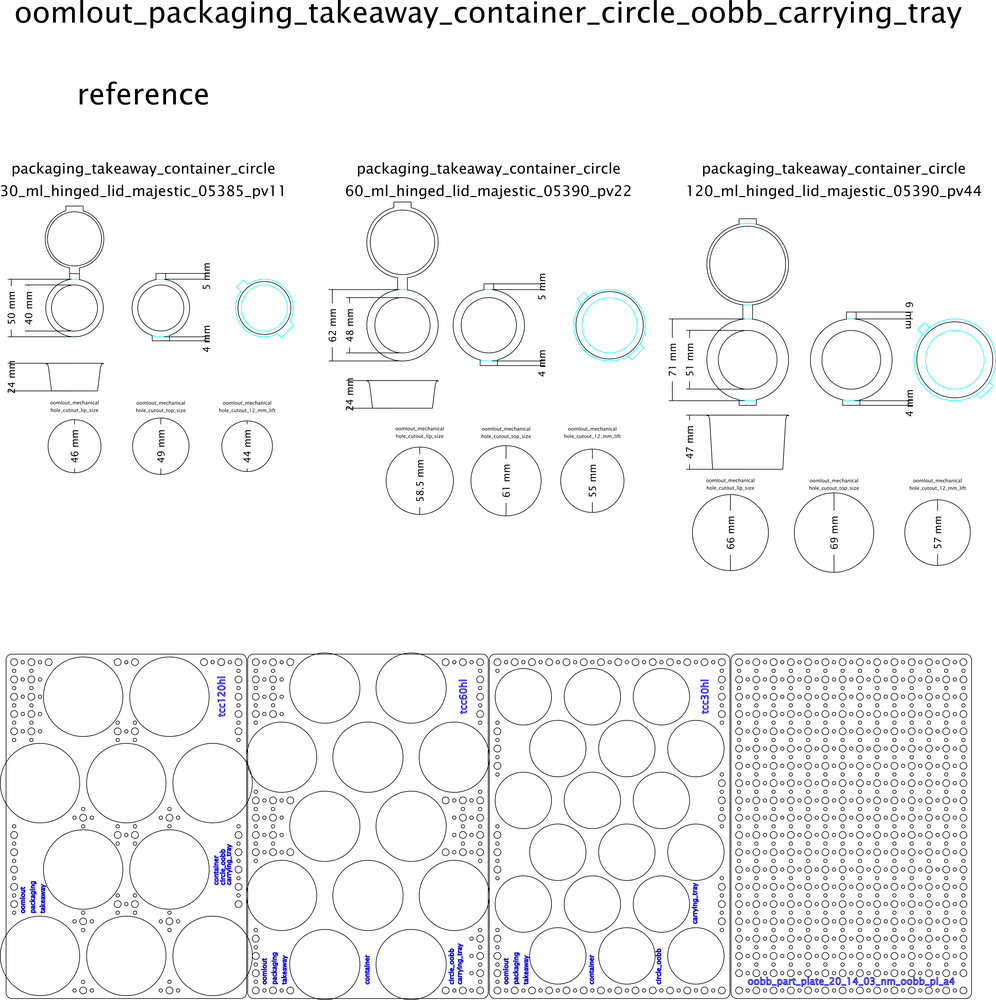 oomlout_packaging_takeaway_container_circle_oobb_carrying_tray
reference
packaging_takeaway_container_circle
30_ml_hinged_lid_majestic_05385_pv11
50 mm
40 mm
5 mm
4 mm
24 mm
oomlout_mechanical
hole_cutout_lip_size
46 mm
oomlout_mechanical
hole_cutout_top_size
49 mm
oomlout_mechanical
hole_cutout_12_mm_lift
44 mm
packaging_takeaway_container_circle
60_ml_hinged_lid_majestic_05390_pv22
62 mm
48 mm
5 mm
4 mm
24 mm
oomlout_mechanical
hole_cutout_lip_size
58.5 mm
oomlout_mechanical
hole_cutout_top_size
61 mm
oomlout_mechanical
hole_cutout_12_mm_lift
55 mm
packaging_takeaway_container_circle
120_ml_hinged_lid_majestic_05390_pv44
71 mm
51 mm
6 mm
4 mm
47 mm
oomlout_mechanical
hole_cutout_lip_size
66 mm
oomlout_mechanical
hole_cutout_top_size
69 mm
oomlout_mechanical
hole_cutout_12_mm_lift
57 mm
tcc120hl
oomlout
packaging
takeaway
container
circle_oobb
carrying_tray
tcc60hl
oomlout
packaging
takeaway
container
circle_oobb
carrying_tray
tcc30hl
oomlout
packaging
takeaway
container
circle_oobb
carrying_tray
oobb_part_plate_20_14_03_nm_oobb_pl_a4